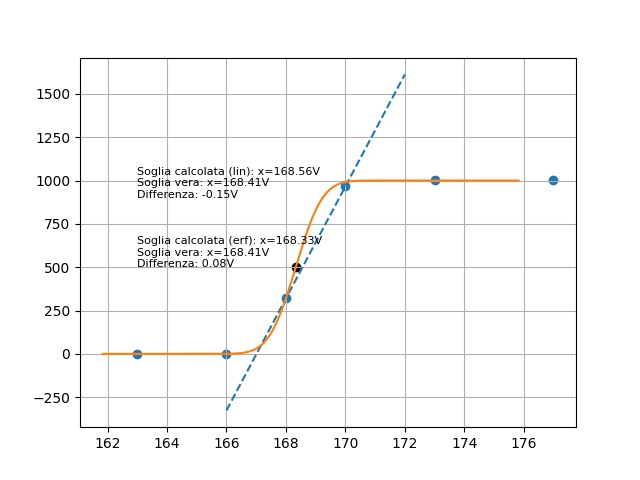 1500
1250
1000
750
500
250
0
−250
Soglia calcolata (lin): x=168.56V
Soglia vera: x=168.41V
Differenza: -0.15V
Soglia calcolata (erf): x=168.33V
Soglia vera: x=168.41V
Differenza: 0.08V
162 164 166 168 170 172 174 176